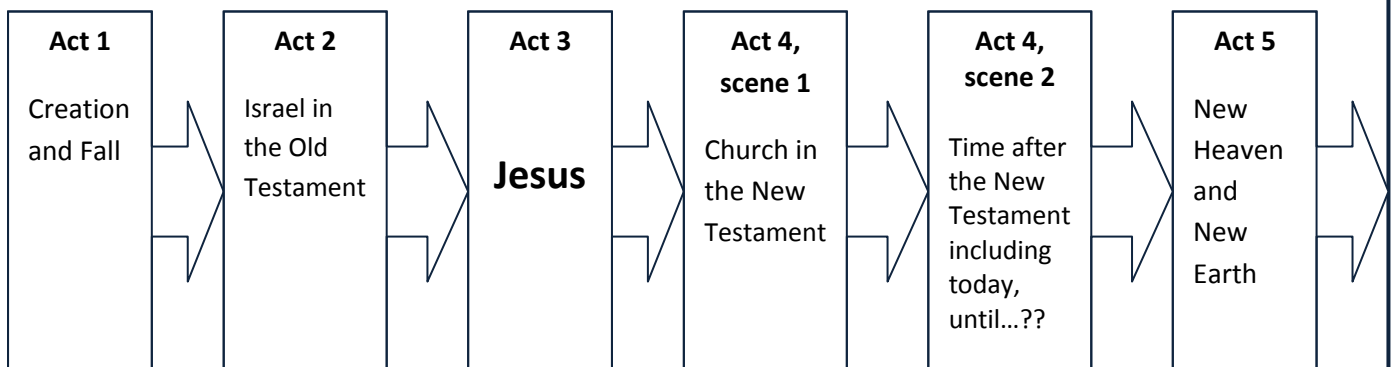 Act 1
Creation
and Fall
Act 2
Israel in
the Old
Testament
Act 3
Jesus
Act 4,
scene 1
Church in
the New
Testament
Act 4,
scene 2
Time after
the New
Testament
including
today,
until...??
Act 5
New
Heaven
and
New
Earth